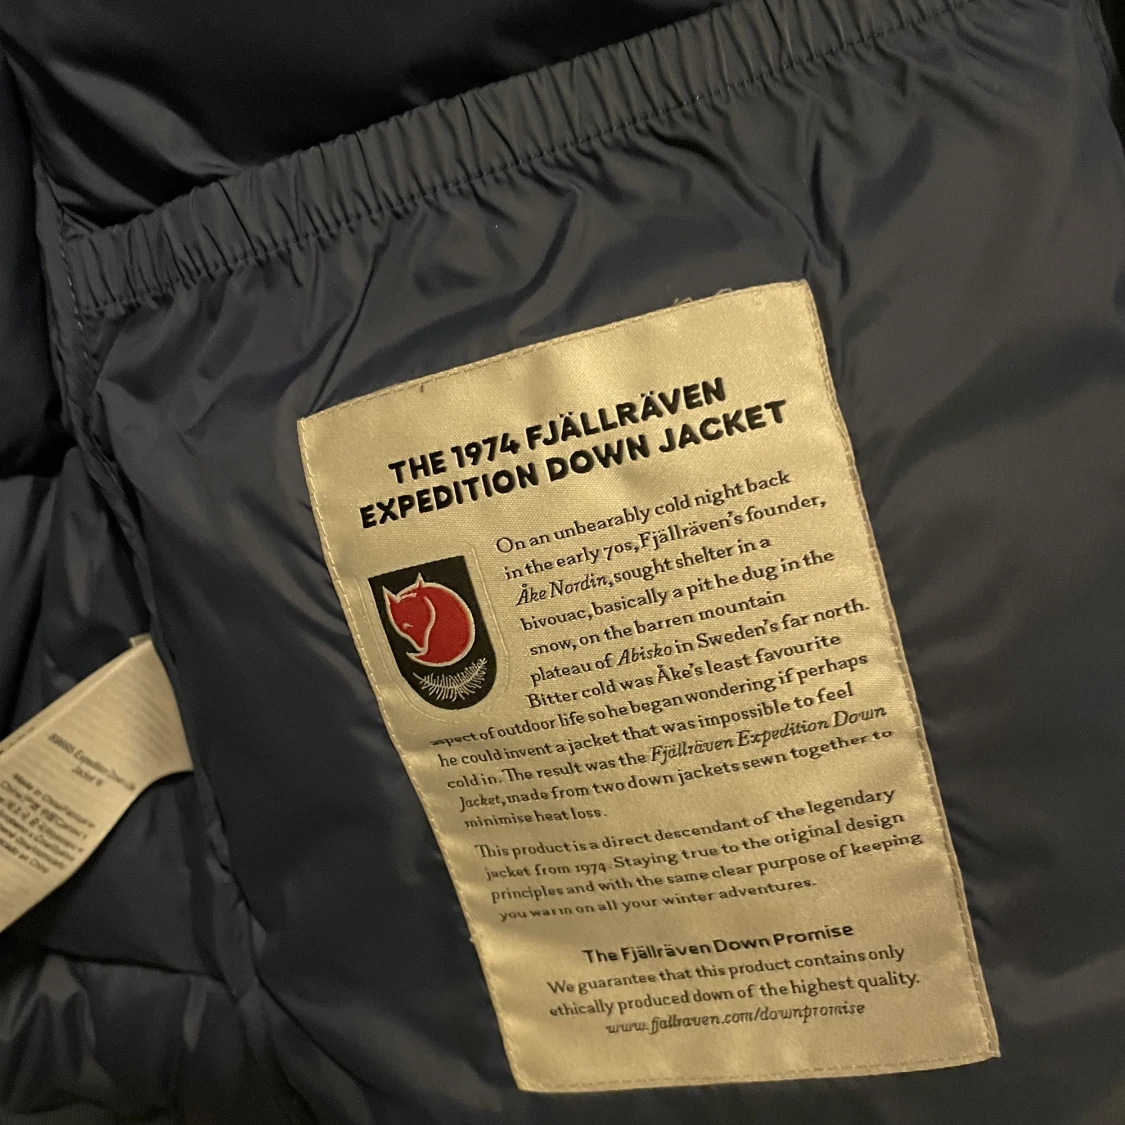 THE 1974 FJÄLLRÄVEN
EXPEDITION DOWN JACKET
On an unbearably cold night back
in the early 70s, Fjällräven's founder,
Åke Nordin, sought shelter in a
bivouac, basically a pit he dug in the
snow, on the barren mountain
plateau of Abisko in Sweden's far north.
Bitter cold was Åke's least favourite
aspect of outdoor life so he began wondering if perhaps
he could invent a jacket that was impossible to feel
cold in. The result was the Fjällräven Expedition Down
Jacket, made from two down jackets sewn together to
minimise heat loss.
This product is a direct descendant of the legendary
jacket from 1974. Staying true to the original design
principles and with the same clear purpose of keeping
you warm on all your winter adventures.
The Fjällräven Down Promise
We guarantee that this product contains only
ethically produced down of the highest quality.
www.fjallraven.com/downpromise
Expedition Down